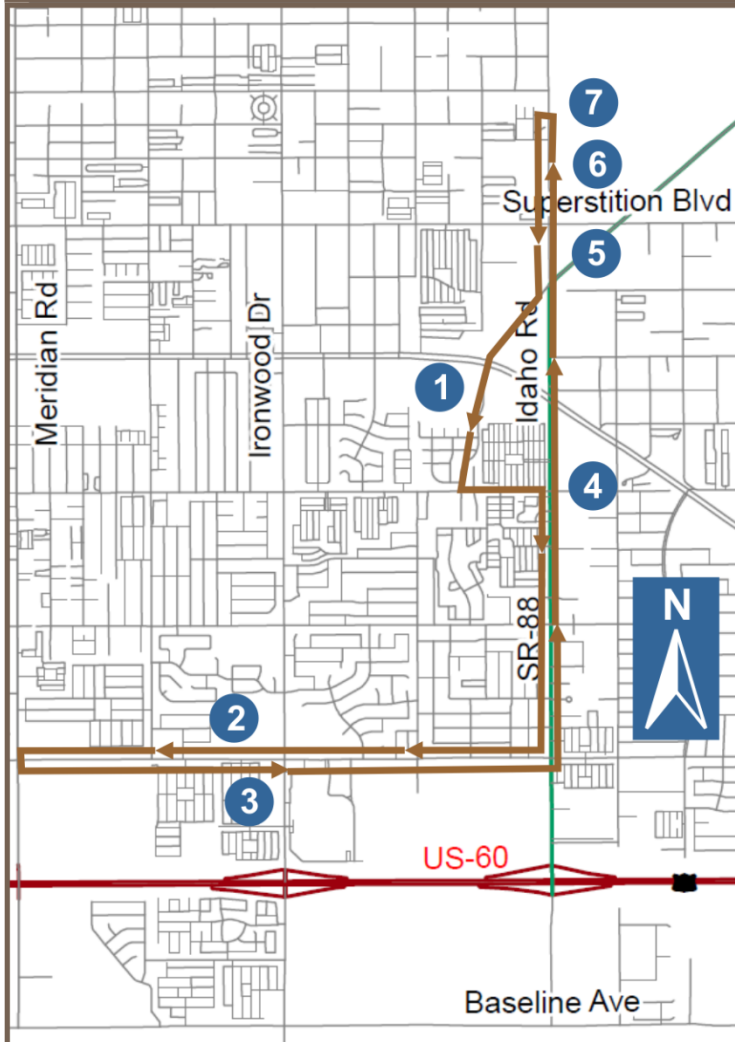 7
6
Superstition Blvd
5
Meridian Rd
Ironwood Dr
Idaho Rd
1
4
N
SR-88
2
3
US-60
Baseline Ave